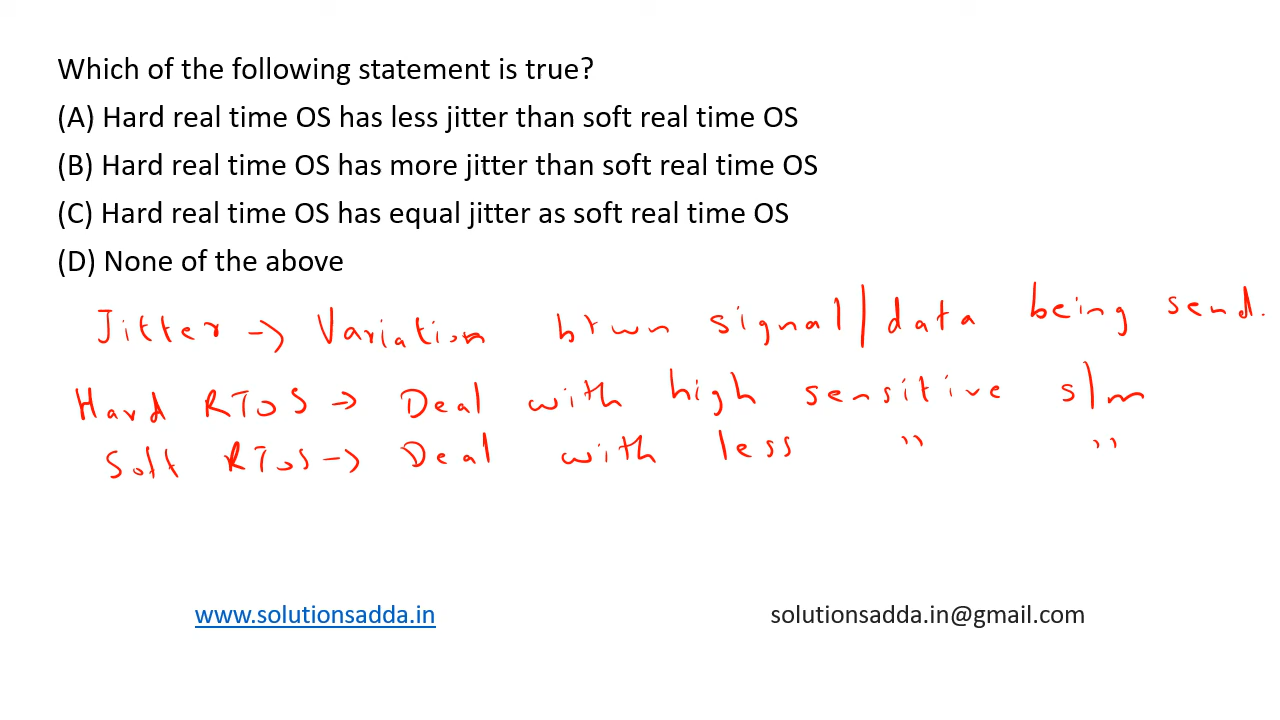 Which of the following statement is true?
(A) Hard real time OS has less jitter than soft real time OS
(B) Hard real time OS has more jitter than soft real time OS
(C) Hard real time OS has equal jitter as soft real time OS
(D) None of the above
Jitter -> Variation btwn signal/data being send.
Hard RTOS -> Deal with high sensitive s/m
Soft RTOS -> Deal with less " "
www.solutionsadda.in
solutionsadda.in@gmail.com